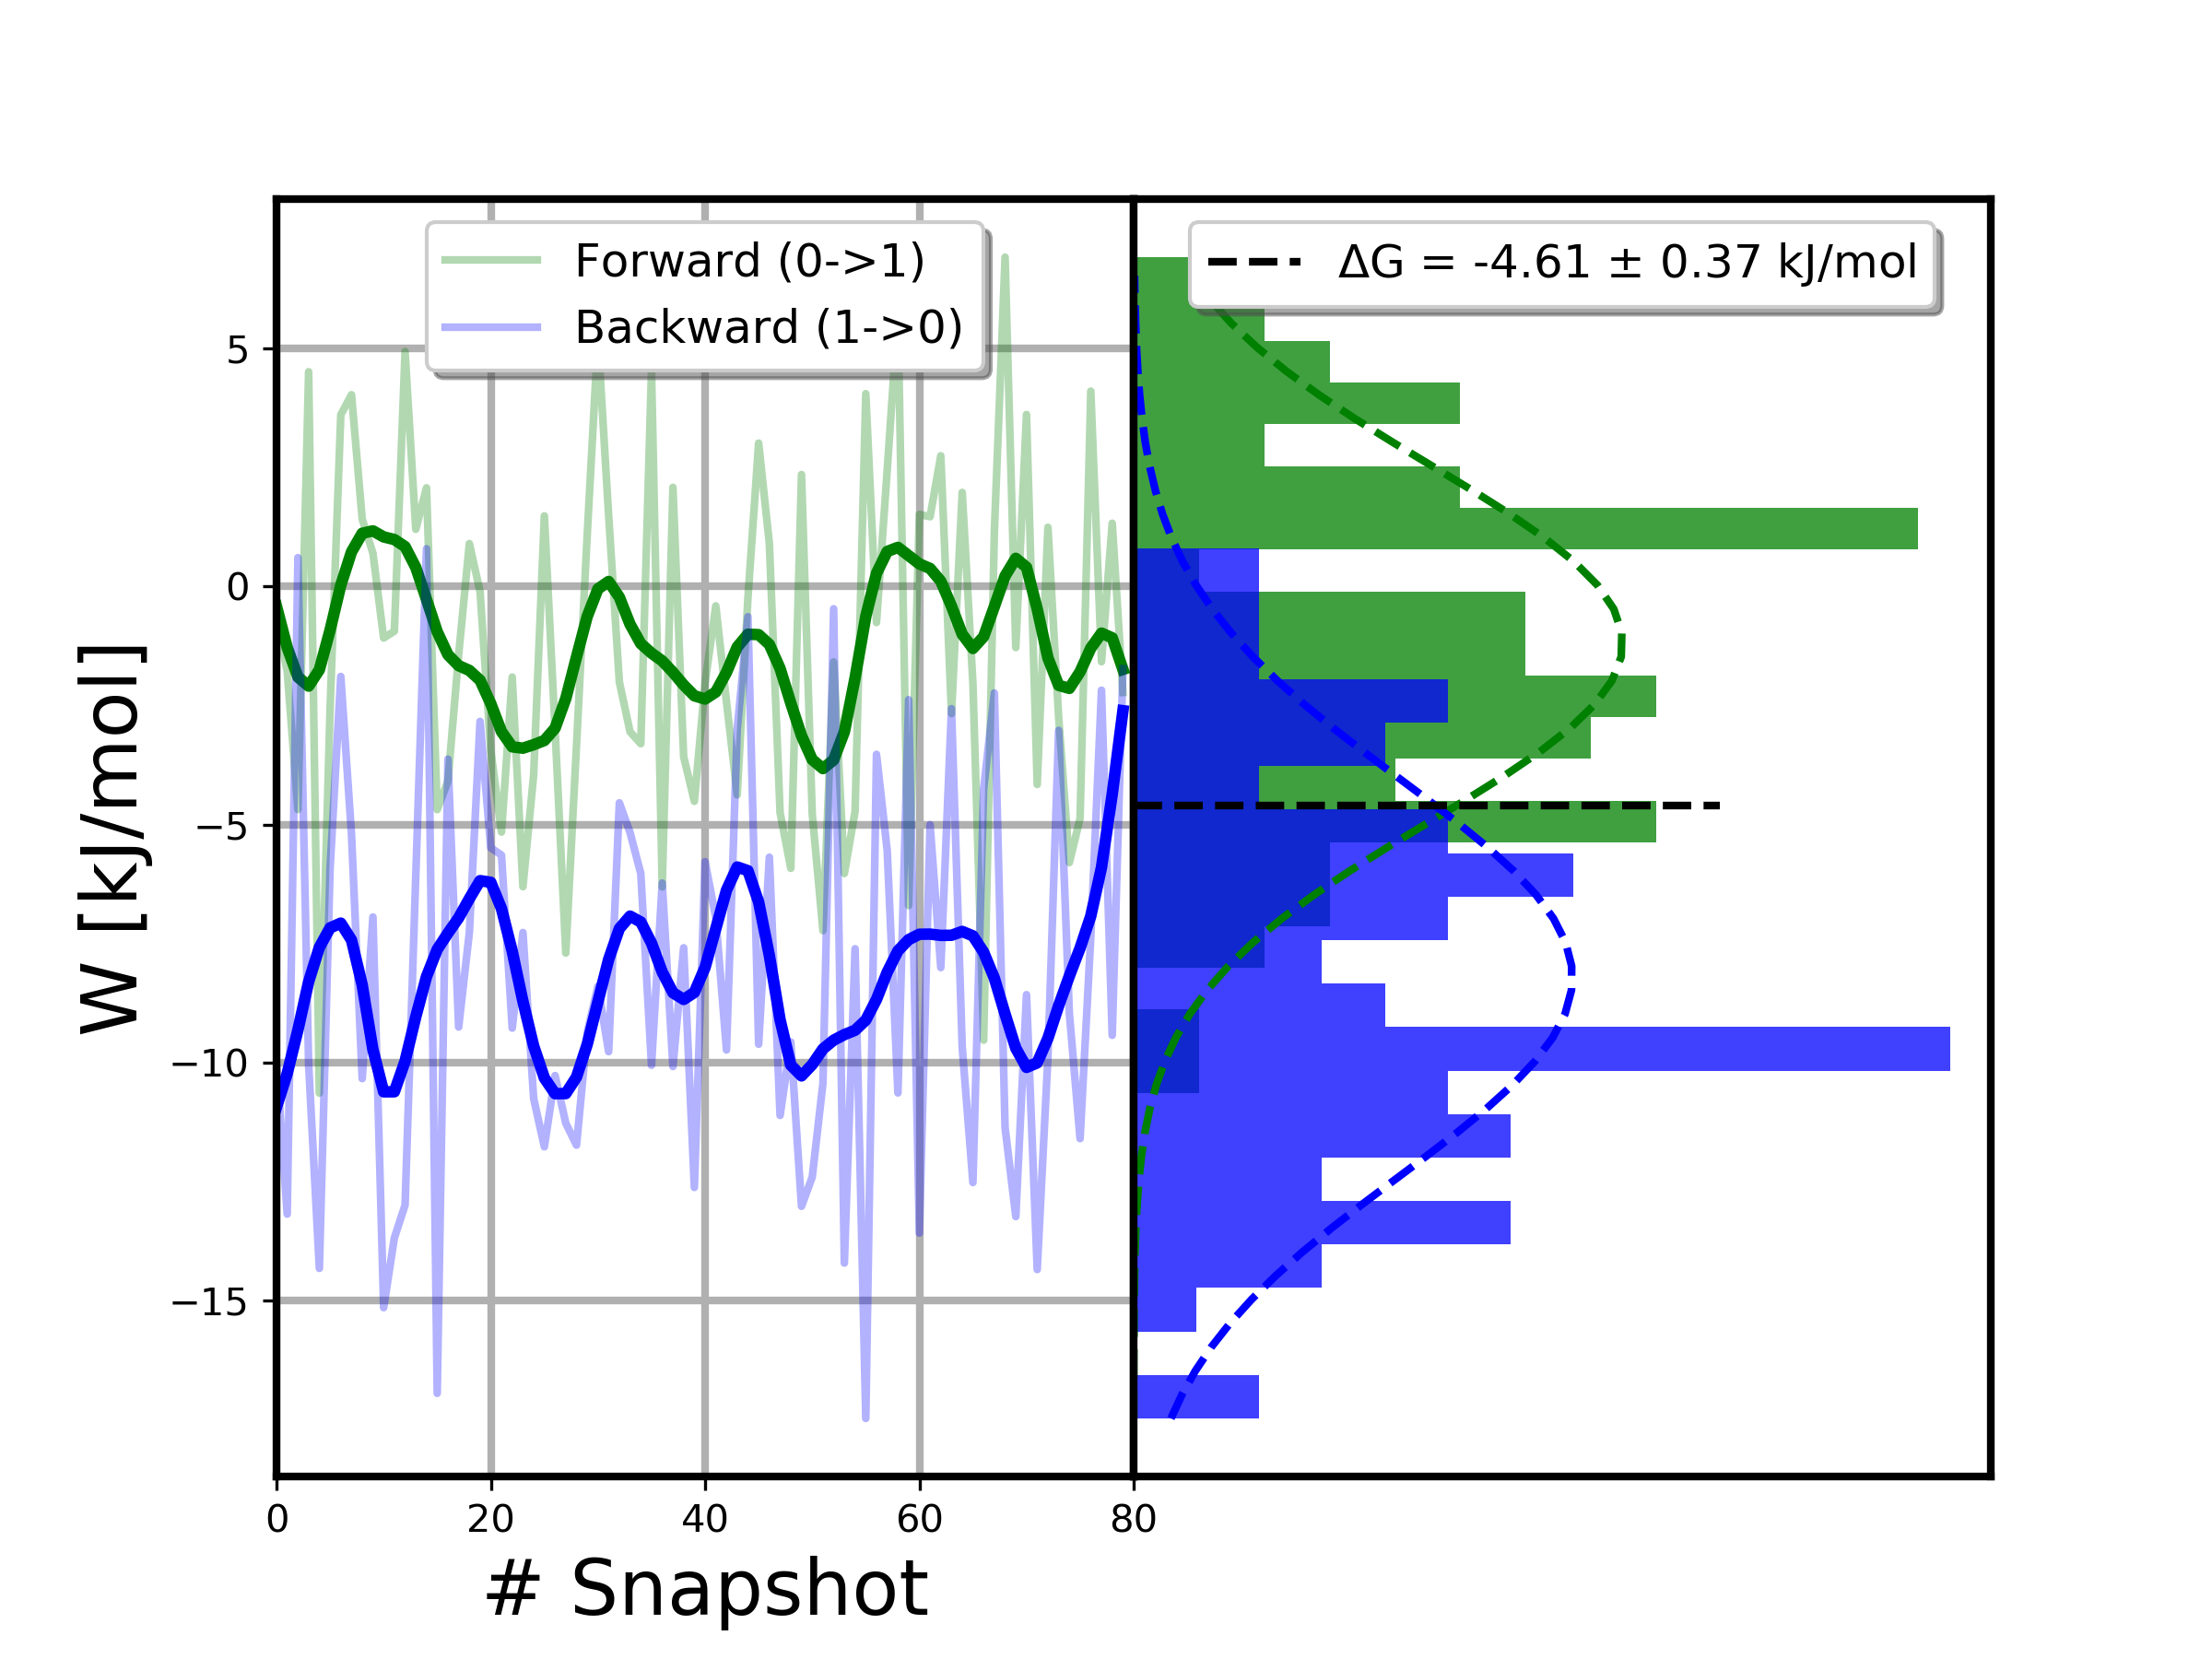 Forward (0->1)
Backward (1->0)
ΔG = -4.61 ± 0.37 kJ/mol
5
0
−5
−10
−15
W [kJ/mol]
0 20 40 60 80
# Snapshot